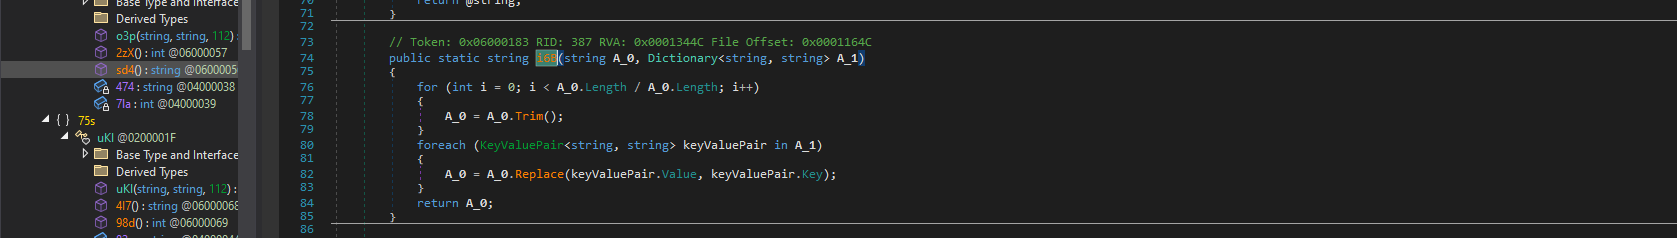 Base Type and Interface
Derived Types
o3p(string, string, 112) :
2zX() : int @06000057
sd4() : string @0600005
474 : string @04000038
7la : int @04000039
{ } 75s
uKl @0200001F
Base Type and Interface
Derived Types
uKl(string, string, 112) :
4l7() : string @06000068
98d() : int @06000069
70
return @string;
71
}
72
73 // Token: 0x06000183 RID: 387 RVA: 0x0001344C File Offset: 0x0001164C
74 public static string i6B(string A_0, Dictionary<string, string> A_1)
75 {
76 for (int i = 0; i < A_0.Length / A_0.Length; i++)
77 {
78 A_0 = A_0.Trim();
79 }
80 foreach (KeyValuePair<string, string> keyValuePair in A_1)
81 {
82 A_0 = A_0.Replace(keyValuePair.Value, keyValuePair.Key);
83 }
84 return A_0;
85 }
86